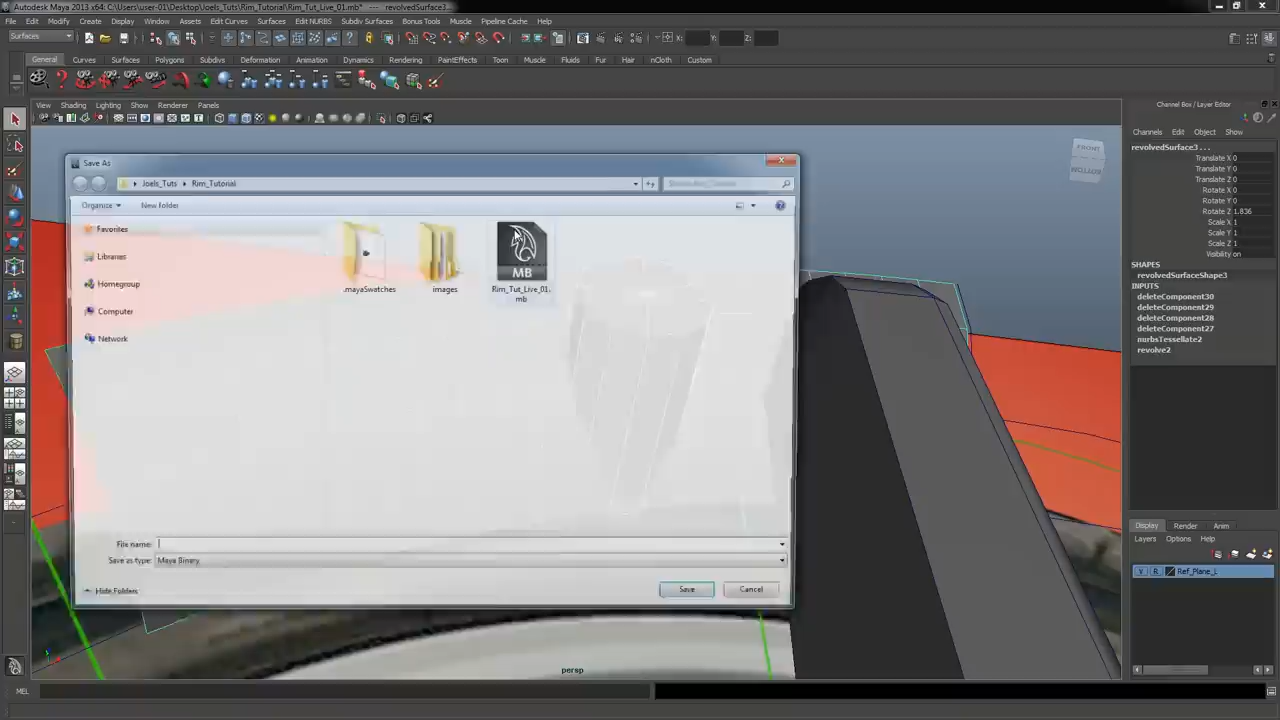 Autodesk Maya 2013 x64: C:\Users\user-01\Desktop\Joels_Tuts\Rim_Tutorial\Rim_Tut_Live_01.mb* --- revolvedSurface3...
File Edit Modify Create Display Window Assets Edit Curves Surfaces Edit NURBS Subdiv Surfaces Bonus Tools Muscle Pipeline Cache Help
Surfaces X: Y: Z:
General Curves Surfaces Polygons Subdivs Deformation Animation Dynamics Rendering PaintEffects Toon Muscle Fluids Fur Hair nCloth Custom
View Shading Lighting Show Renderer Panels
Channel Box / Layer Editor
Channels Edit Object Show
revolvedSurface3 ...
Translate X 0
Translate Y 0
Translate Z 0
Rotate X 0
Rotate Y 0
Rotate Z 1.836
Scale X 1
Scale Y 1
Scale Z 1
Visibility on
SHAPES
revolvedSurfaceShape3
INPUTS
deleteComponent30
deleteComponent29
deleteComponent28
deleteComponent27
nurbsTessellate2
revolve2
FRONT
BOTTOM
Save As
Joels_Tuts Rim_Tutorial
Organize New folder
Favorites
Libraries
Homegroup
Computer
Network
.mayaSwatches
images
MB
Rim_Tut_Live_01.
mb
File name:
Save as type: Maya Binary
Hide Folders Save Cancel
Display Render Anim
Layers Options Help
V R Ref_Plane_L
persp
MEL